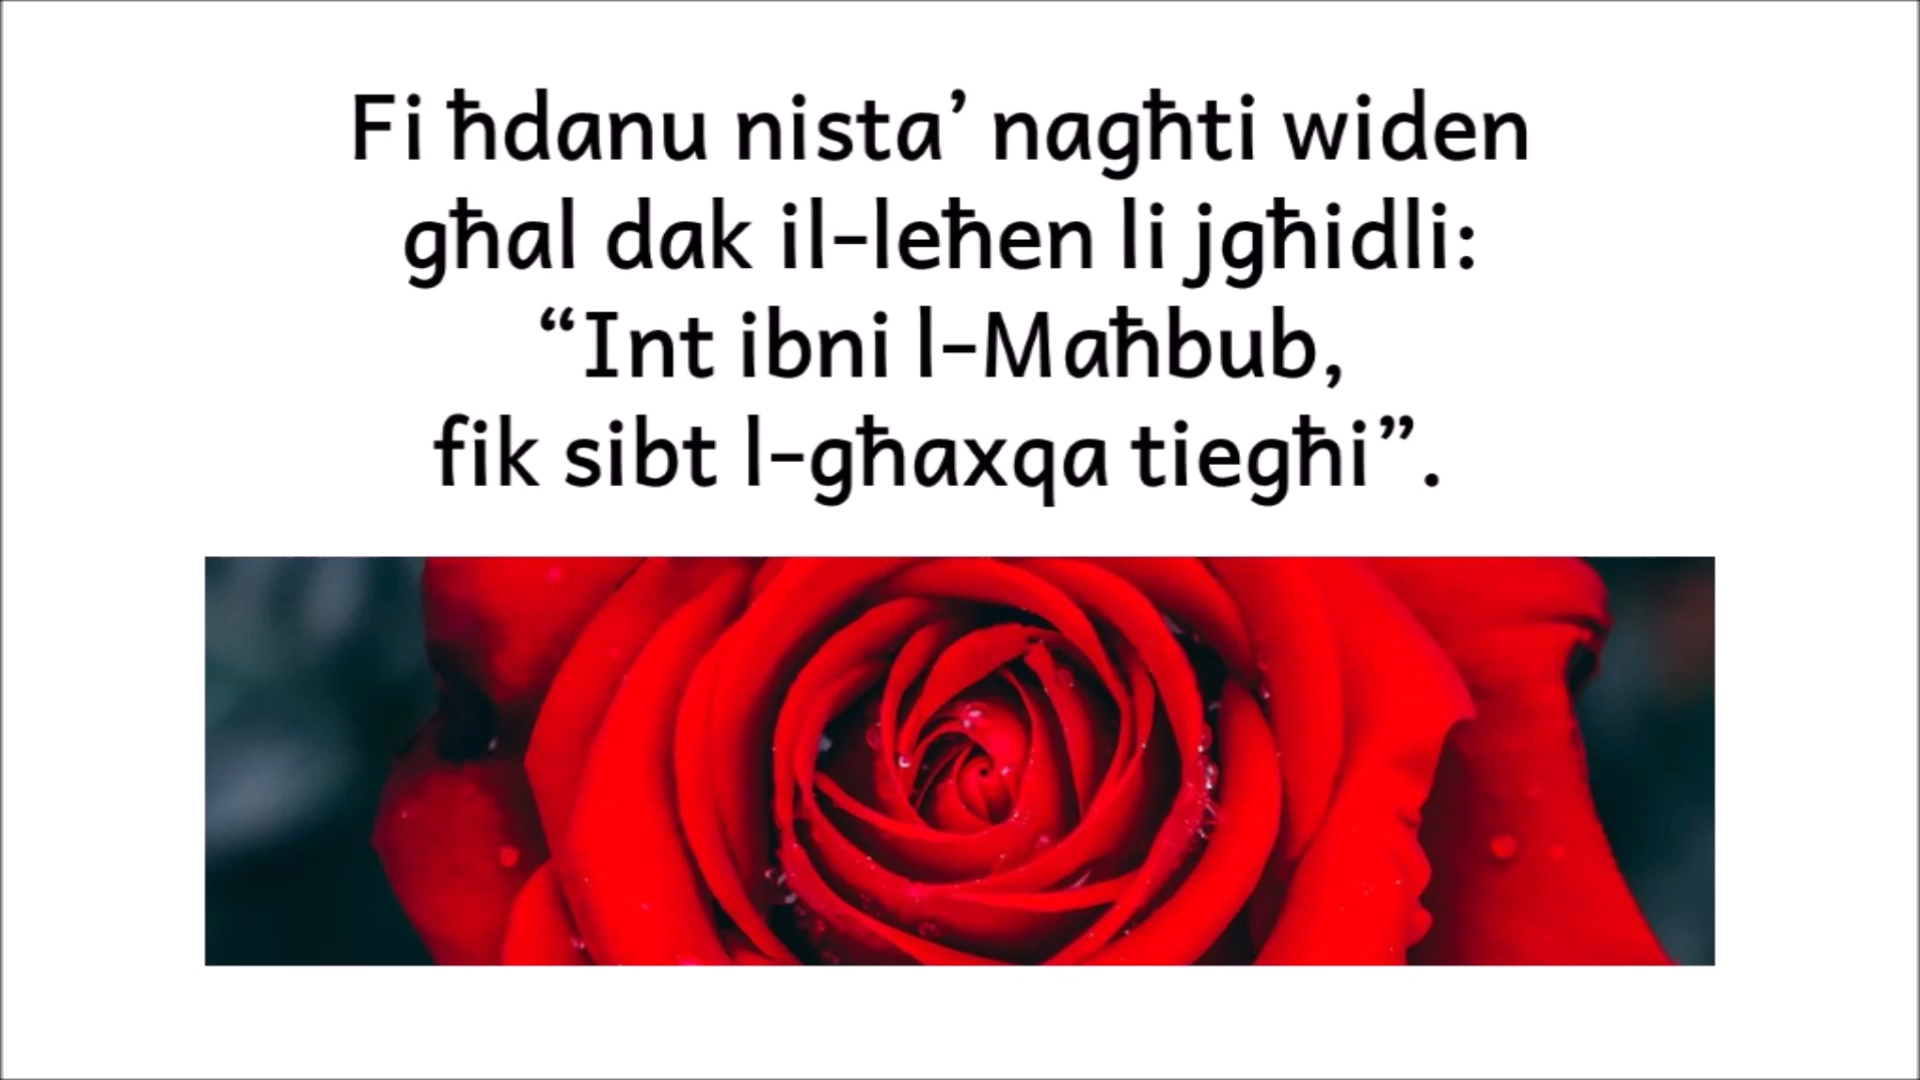 Fi ħdanu nista’ nagħti widen
għal dak il-leħen li jgħidli:
“Int ibni l-Maħbub,
fik sibt l-għaxqa tiegħi”.